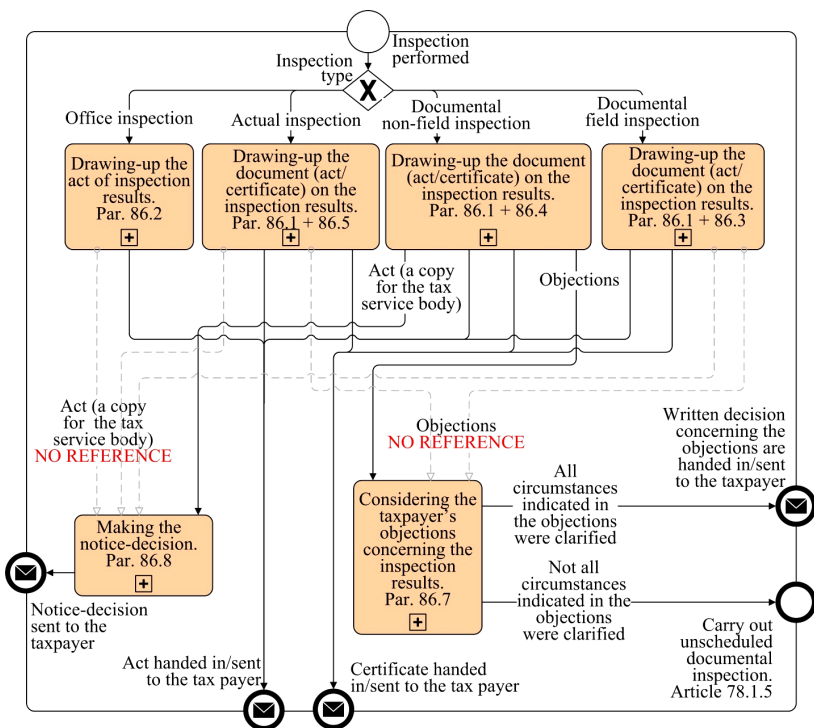 Inspection
performed
Inspection
type
X
Office inspection
Actual inspection
Documental
non-field inspection
Documental
field inspection
Drawing-up the
act of inspection
results.
Par. 86.2
Drawing-up the
document (act/
certificate) on the
inspection results.
Par. 86.1 + 86.5
Drawing-up the document
(act/certificate) on the
inspection results.
Par. 86.1 + 86.4
Drawing-up the
document (act/
certificate) on the
inspection results.
Par. 86.1 + 86.3
Act (a copy
for the tax
service body)
Objections
Act (a copy
for the tax
service body)
NO REFERENCE
Objections
NO REFERENCE
Written decision
concerning the
objections are
handed in/sent
to the taxpayer
Making the
notice-decision.
Par. 86.8
Considering the
taxpayer's
objections
concerning the
inspection
results.
Par. 86.7
All
circumstances
indicated in
the objections
were clarified
Not all
circumstances
indicated in the
objections
were clarified
Notice-decision
sent to the
taxpayer
Act handed in/sent
to the tax payer
Certificate handed
in/sent to the tax payer
Carry out
unscheduled
documental
inspection.
Article 78.1.5